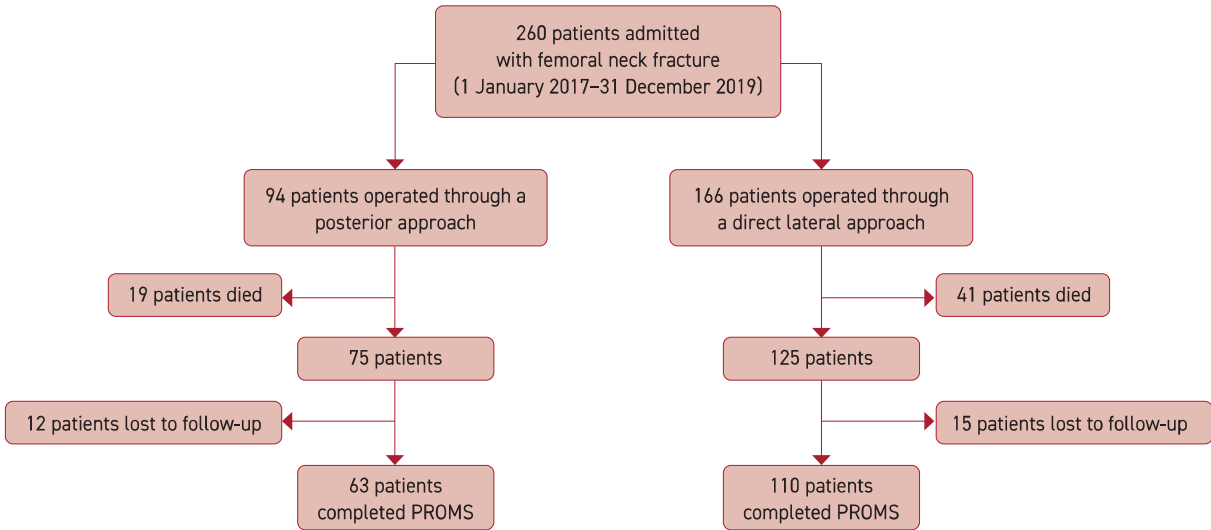 260 patients admitted
with femoral neck fracture
(1 January 2017–31 December 2019)
94 patients operated through a
posterior approach
166 patients operated through
a direct lateral approach
19 patients died
41 patients died
75 patients
125 patients
12 patients lost to follow-up
15 patients lost to follow-up
63 patients
completed PROMS
110 patients
completed PROMS